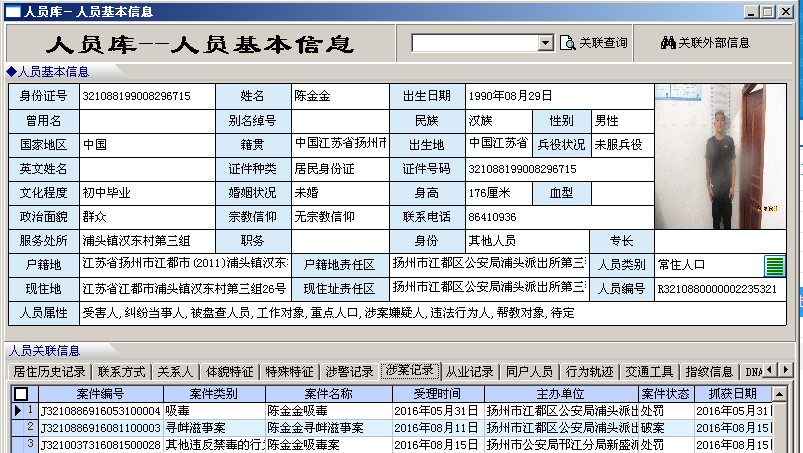 人员库－人员基本信息
人员库--人员基本信息 关联查询 关联外部信息
◆人员基本信息
身份证号 321088199008296715 姓名 陈金金 出生日期 1990年08月29日
曾用名 别名绰号 民族 汉族 性别 男性
国家地区 中国 籍贯 中国江苏省扬州市 出生地 中国江苏省 兵役状况 未服兵役
英文姓名 证件种类 居民身份证 证件号码 321088199008296715
文化程度 初中毕业 婚姻状况 未婚 身高 176厘米 血型
政治面貌 群众 宗教信仰 无宗教信仰 联系电话 86410936
服务处所 浦头镇汉东村第三组 职务 身份 其他人员 专长
户籍地 江苏省扬州市江都市(2011)浦头镇汉东 户籍地责任区 扬州市江都区公安局浦头派出所第三 人员类别 常住人口
现住地 江苏省江都市浦头镇汉东村第三组26号 现住址责任区 扬州市江都区公安局浦头派出所第三 人员编号 R3210880000002235321
人员属性 受害人,纠纷当事人,被盘查人员,工作对象,重点人口,涉案嫌疑人,违法行为人,帮教对象,待定
人员关联信息
居住历史记录 联系方式 关系人 体貌特征 特殊特征 涉警记录 涉案记录 从业记录 同户人员 行为轨迹 交通工具 指纹信息 DNA
案件编号 案件类别 案件名称 受理时间 主办单位 案件状态 抓获日期
1 J3210886916053100004 吸毒 陈金金吸毒 2016年05月31日 扬州市江都区公安局浦头派出 处罚 2016年05月31
2 J3210886916081100003 寻衅滋事案 陈金金寻衅滋事案 2016年08月11日 扬州市江都区公安局浦头派出 破案 2016年08月15
3 J3210037316081500028 其他违反禁毒的行 陈金金吸毒案 2016年08月15日 扬州市公安局邗江分局新盛派 处罚 2016年08月15